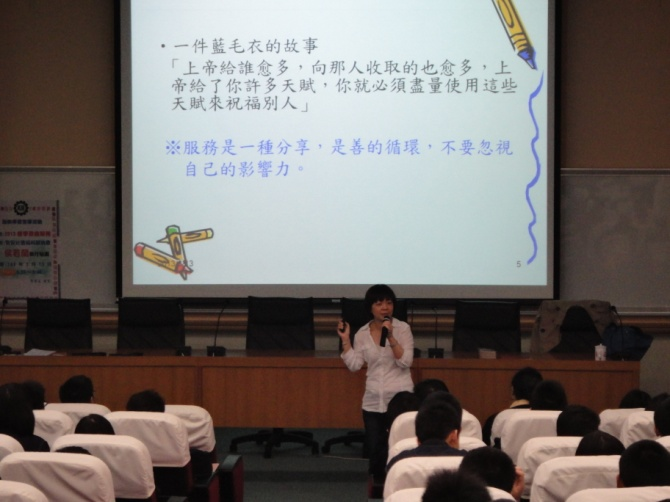 • 一件藍毛衣的故事
「上帝給誰愈多，向那人收取的也愈多，上
帝給了你許多天賦，你就必須盡量使用這些
天賦來祝福別人」
※服務是一種分享，是善的循環，不要忽視
自己的影響力。
5